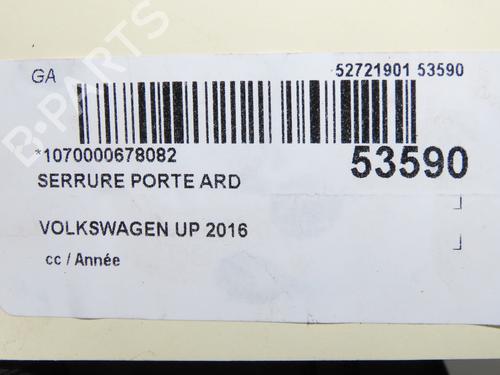 GA
52721901 53590
*1070000678082
53590
SERRURE PORTE ARD
VOLKSWAGEN UP 2016
cc / Année
B-PARTS